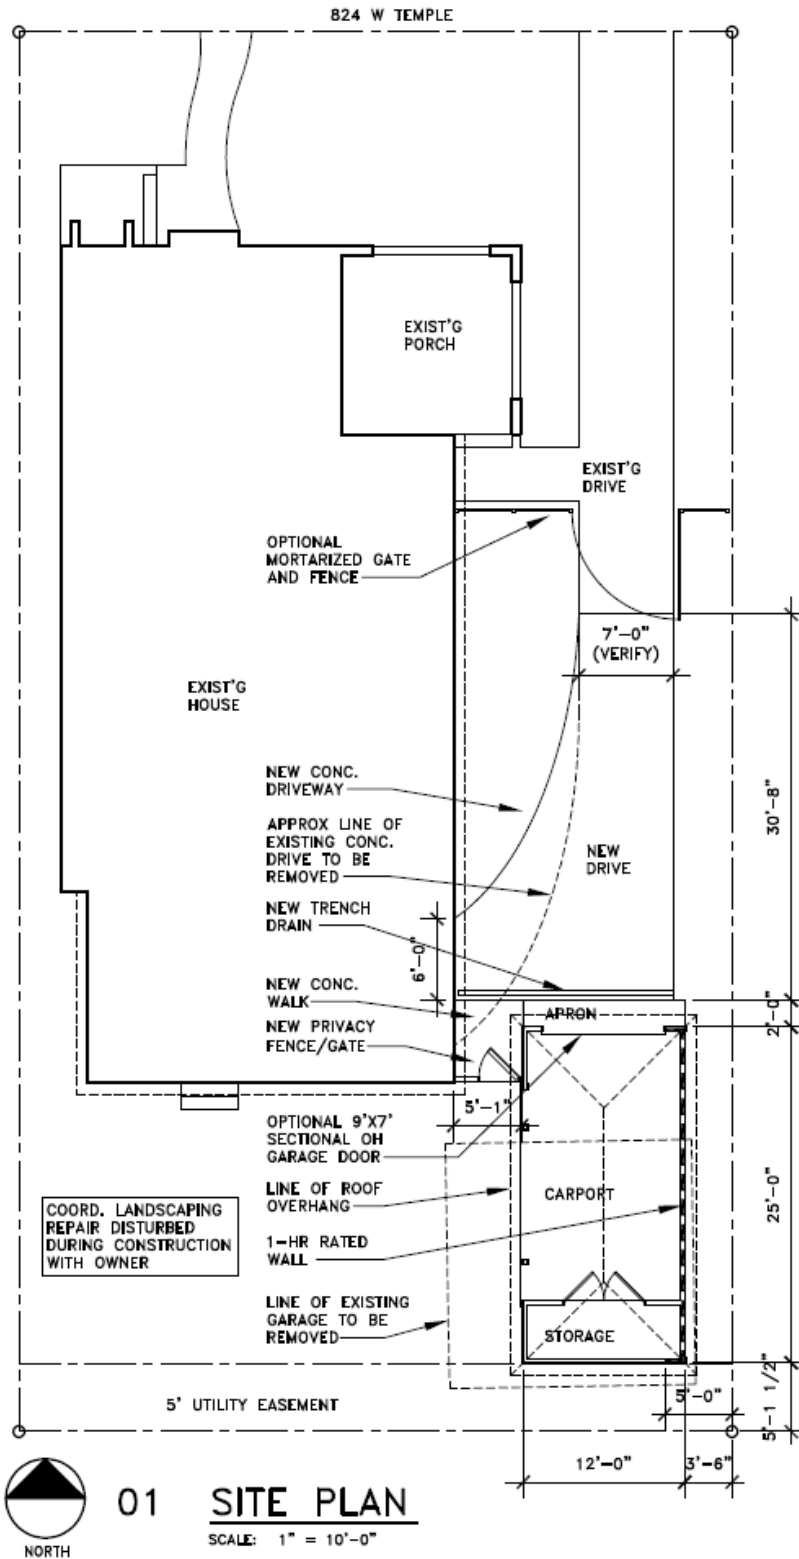 824 W TEMPLE
EXIST'G
PORCH
EXIST'G
DRIVE
OPTIONAL
MORTARIZED GATE
AND FENCE
7'-0"
(VERIFY)
EXIST'G
HOUSE
NEW CONC.
DRIVEWAY
30'-8"
APPROX LINE OF
EXISTING CONC.
DRIVE TO BE
REMOVED
NEW
DRIVE
NEW TRENCH
DRAIN
6'-0"
NEW CONC.
WALK
APRON
2'-0"
NEW PRIVACY
FENCE/GATE
5'-1"
OPTIONAL 9'X7'
SECTIONAL OH
GARAGE DOOR
LINE OF ROOF
OVERHANG
CARPORT
25'-0"
COORD. LANDSCAPING
REPAIR DISTURBED
DURING CONSTRUCTION
WITH OWNER
1-HR RATED
WALL
LINE OF EXISTING
GARAGE TO BE
REMOVED
STORAGE
5' UTILITY EASEMENT
5'-0"
5'-1 1/2"
12'-0"
3'-6"
01 SITE PLAN
SCALE: 1" = 10'-0"
NORTH